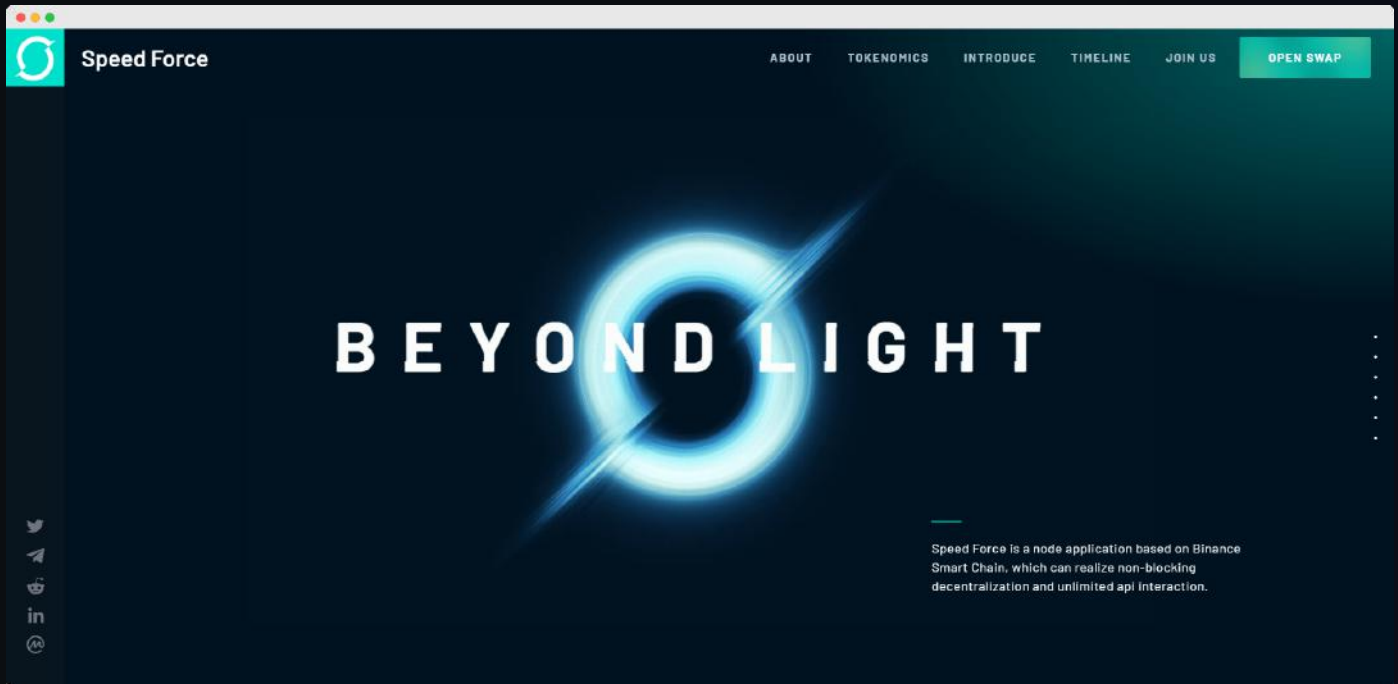 Speed Force
ABOUT TOKENOMICS INTRODUCE TIMELINE JOIN US OPEN SWAP
BEYOND LIGHT
Speed Force is a node application based on Binance
Smart Chain, which can realize non-blocking
decentralization and unlimited api interaction.
in